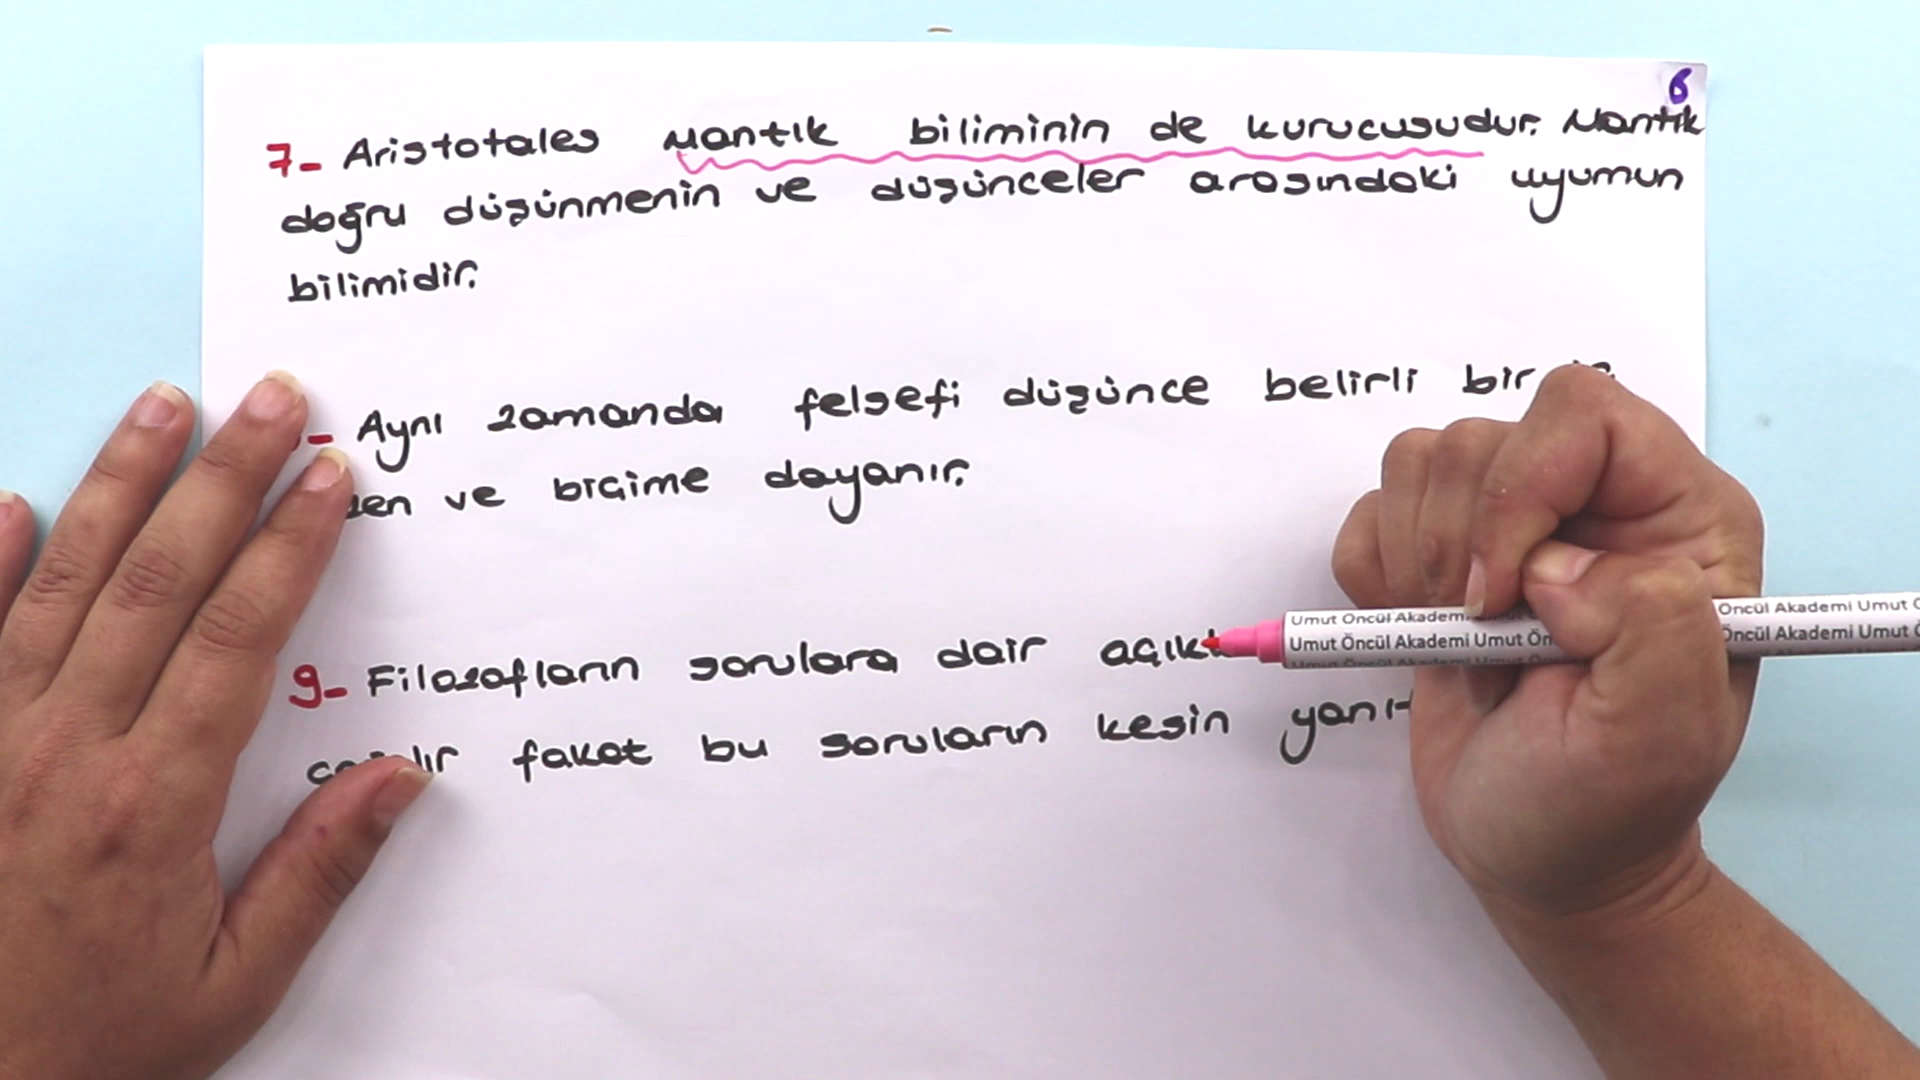 6
7- Aristotales Mantık biliminin de kurucusudur. Mantık
doğru düşünmenin ve düşünceler arasındaki uyumun
bilimidir.
- Aynı zamanda felsefi düşünce belirli bir
ve biçime dayanır.
9- Filozofların sorulara dair
fakat bu soruların kesin
Umut Öncül Akademi
Öncül Akademi Umut
Umut Öncül Akademi Umut
Öncül Akademi Umut